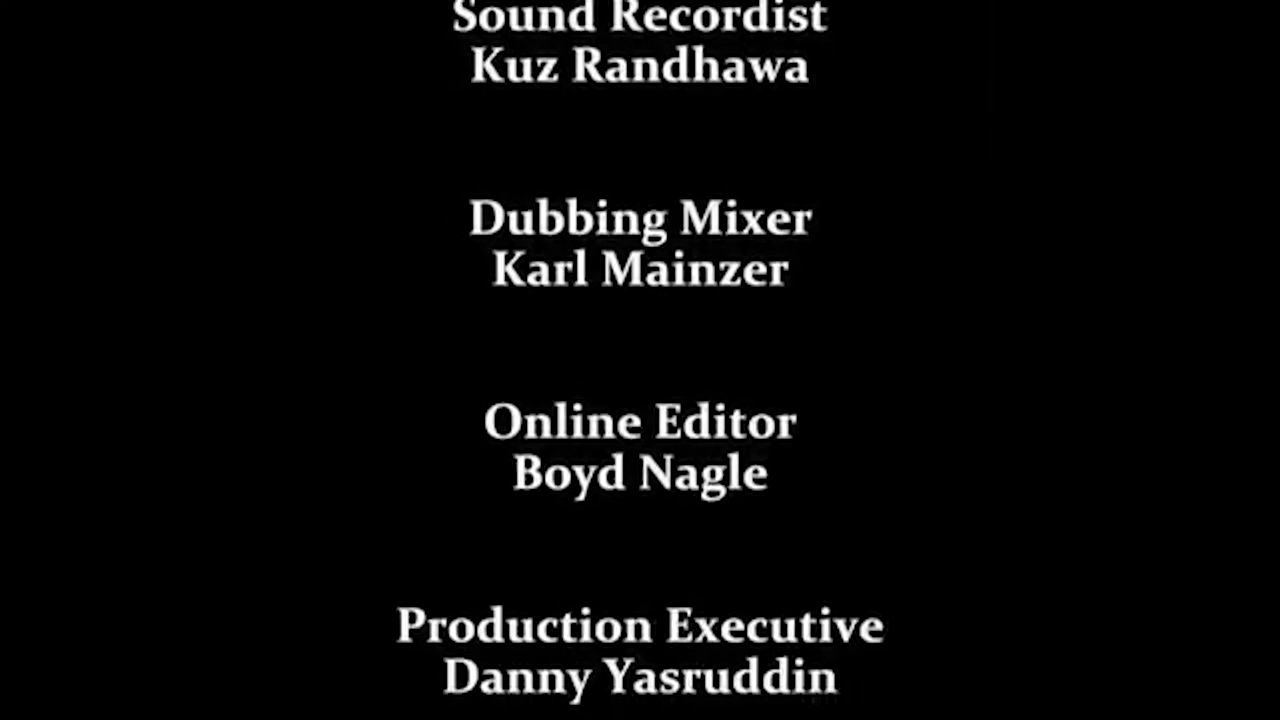 Sound Recordist
Kuz Randhawa
Dubbing Mixer
Karl Mainzer
Online Editor
Boyd Nagle
Production Executive
Danny Yasruddin